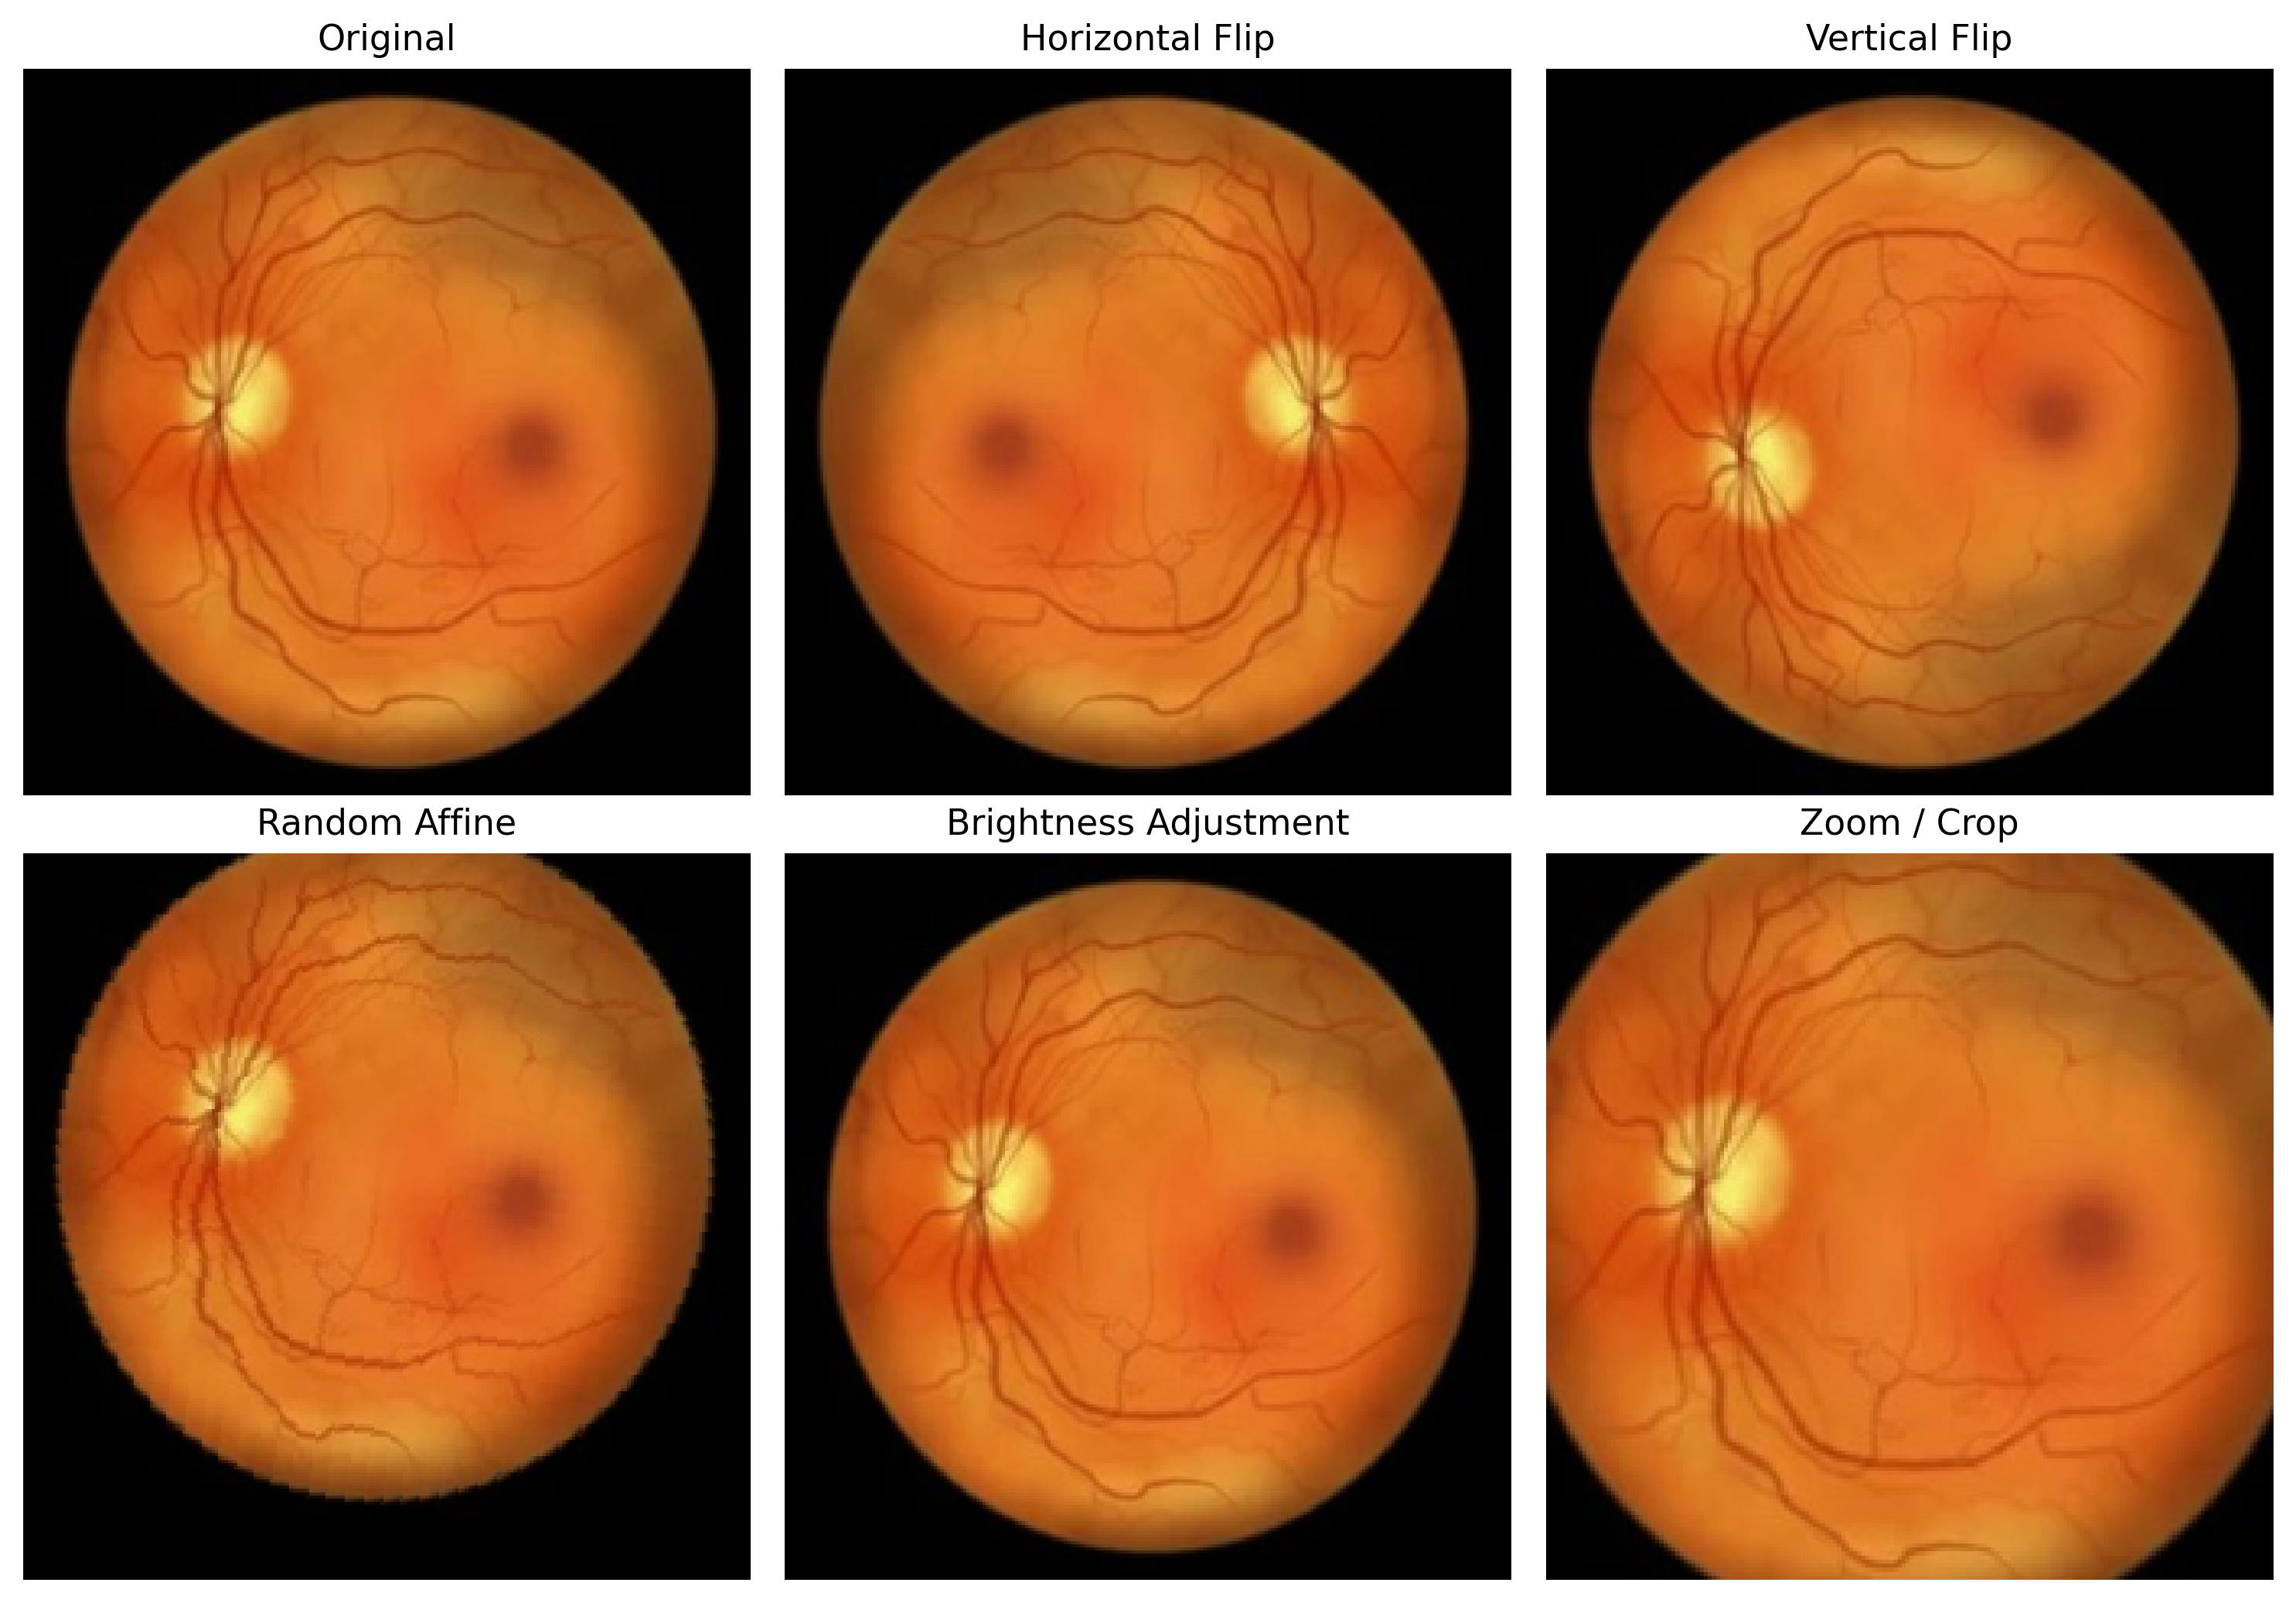 Original
Horizontal Flip
Vertical Flip
Random Affine
Brightness Adjustment
Zoom / Crop